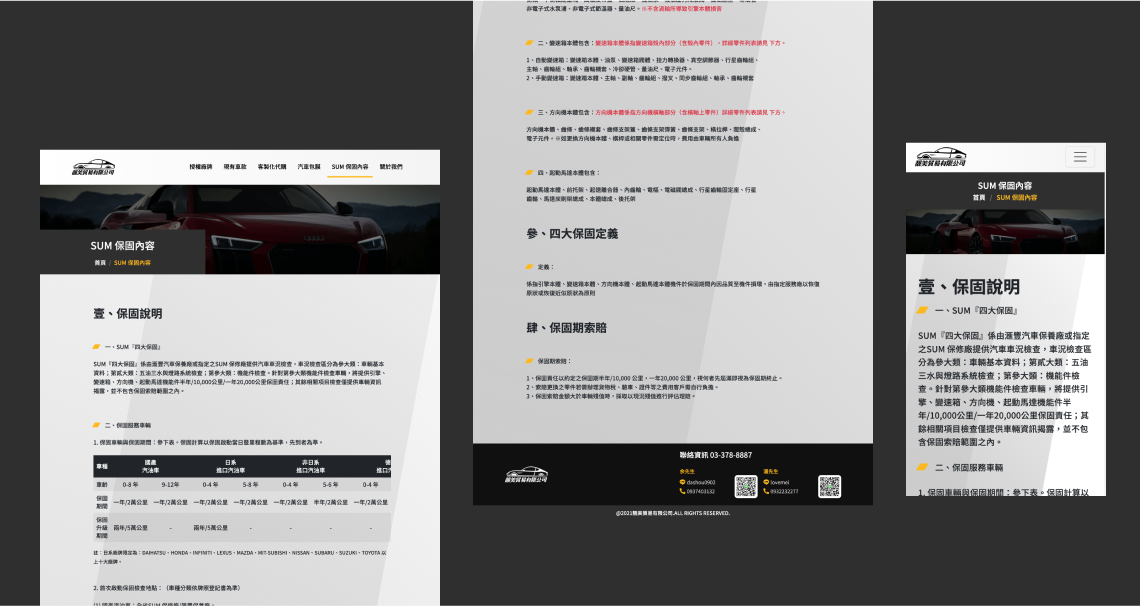 靚美貿易有限公司
授權廠牌 現有車款 客製化代購 汽車包膜 SUM 保固內容 關於我們
SUM 保固內容
首頁 / SUM 保固內容
壹、保固說明
一、SUM『四大保固』
SUM『四大保固』係由滙豐汽車保養廠或指定之SUM 保修廠提供汽車車況檢查，車況檢查區分為參大類：車輛基本
資料；第貳大類：五油三水與燈路系統檢查；第參大類：機能件檢查。針對第參大類機能件檢查車輛，將提供引擎、
變速箱、方向機、起動馬達機能件半年/10,000公里/一年20,000公里保固責任；其餘相關項目檢查僅提供車輛資訊
揭露，並不包含保固索賠範圍之內。
二、保固服務車輛
1. 保固車輛與保固期間：參下表。保固計算以保固啟動當日暨里程數為基準，先到者為準。
車種 國產 汽油車 日系 進口汽油車 非日系 進口汽油車
車齡 0-8 年 9-12年 0-4 年 5-8 年 0-4 年 5-6 年 0-4 年
保固期間 一年/2萬公里 一年/2萬公里 一年/2萬公里 一年/2萬公里 一年/2萬公里 半年/2萬公里 一年/2萬公里
保固升級期間 兩年/5萬公里 - 兩年/5萬公里 - - - -
註：日系廠牌限定為：DAIHATSU、HONDA、INFINITI、LEXUS、MAZDA、MIT-SUBISHI、NISSAN、SUBARU、SUZUKI、TOYOTA 以
上十大廠牌。
2. 首次啟動保固檢查地點：（車種分類依牌照登記書為準）
非電子式水泵浦、非電子式節溫器、量油尺。※不含渦輪所導致引擎本體損害
二、變速箱本體包含：變速箱本體係指變速箱殼內部分（含殼內零件），詳細零件列表請見 下方。
1、自動變速箱：變速箱本體、油泵、變速箱閥體、扭力轉換器、真空調節器、行星齒輪組、
主軸、齒輪組、軸承、齒輪襯套、冷卻硬管、量油尺、電子元件。
2、手動變速箱：變速箱本體、主軸、副軸、齒輪組、撥叉、同步齒輪組、軸承、齒輪襯套
三、方向機本體包含：方向機本體係指方向機橫軸部分（含橫軸上零件）詳細零件列表請見 下方。
方向機本體、齒條、齒條襯套、齒條支架蓋、齒條支架彈簧、齒條支架、橫拉桿、閥殼總成、
電子元件。※如更換方向機本體、橫桿或相關零件需定位時，費用由車輛所有人負擔
四、起動馬達本體包含：
起動馬達本體、前托架、起退離合器、內齒輪、電樞、電磁閥總成、行星齒輪固定座、行星
齒輪、馬達炭刷架總成、本體總成、後托架
參、四大保固定義
定義：
係指引擎本體、變速箱本體、方向機本體、起動馬達本體機件於保固期間內因品質至機件損壞，由指定服務廠以恢復
原狀或恢復近似原狀為原則
肆、保固期索賠
保固期索賠：
1、保固責任以約定之保固期半年/10,000 公里，一年20,000 公里，視何者先屆滿即視為保固期終止。
2、索賠更換之零件若需辦理貨物稅、驗車、證件等之費用客戶需自行負擔。
3、保固索賠金額大於車輛殘值時，採取以現況殘值進行評估理賠。
靚美貿易有限公司
聯絡資訊 03-378-8887
余先生
dashou0902
0937403132
潘先生
lovemei
0932232277
@2021靚美貿易有限公司.ALL RIGHTS RESERVED.
靚美貿易有限公司
SUM 保固內容
首頁 / SUM 保固內容
壹、保固說明
一、SUM『四大保固』
SUM『四大保固』係由滙豐汽車保養廠或指定
之SUM 保修廠提供汽車車況檢查，車況檢查區
分為參大類：車輛基本資料；第貳大類：五油
三水與燈路系統檢查；第參大類：機能件檢
查。針對第參大類機能件檢查車輛，將提供引
擎、變速箱、方向機、起動馬達機能件半
年/10,000公里/一年20,000公里保固責任；其
餘相關項目檢查僅提供車輛資訊揭露，並不包
含保固索賠範圍之內。
二、保固服務車輛
1. 保固車輛與保固期間：參下表。保固計算以